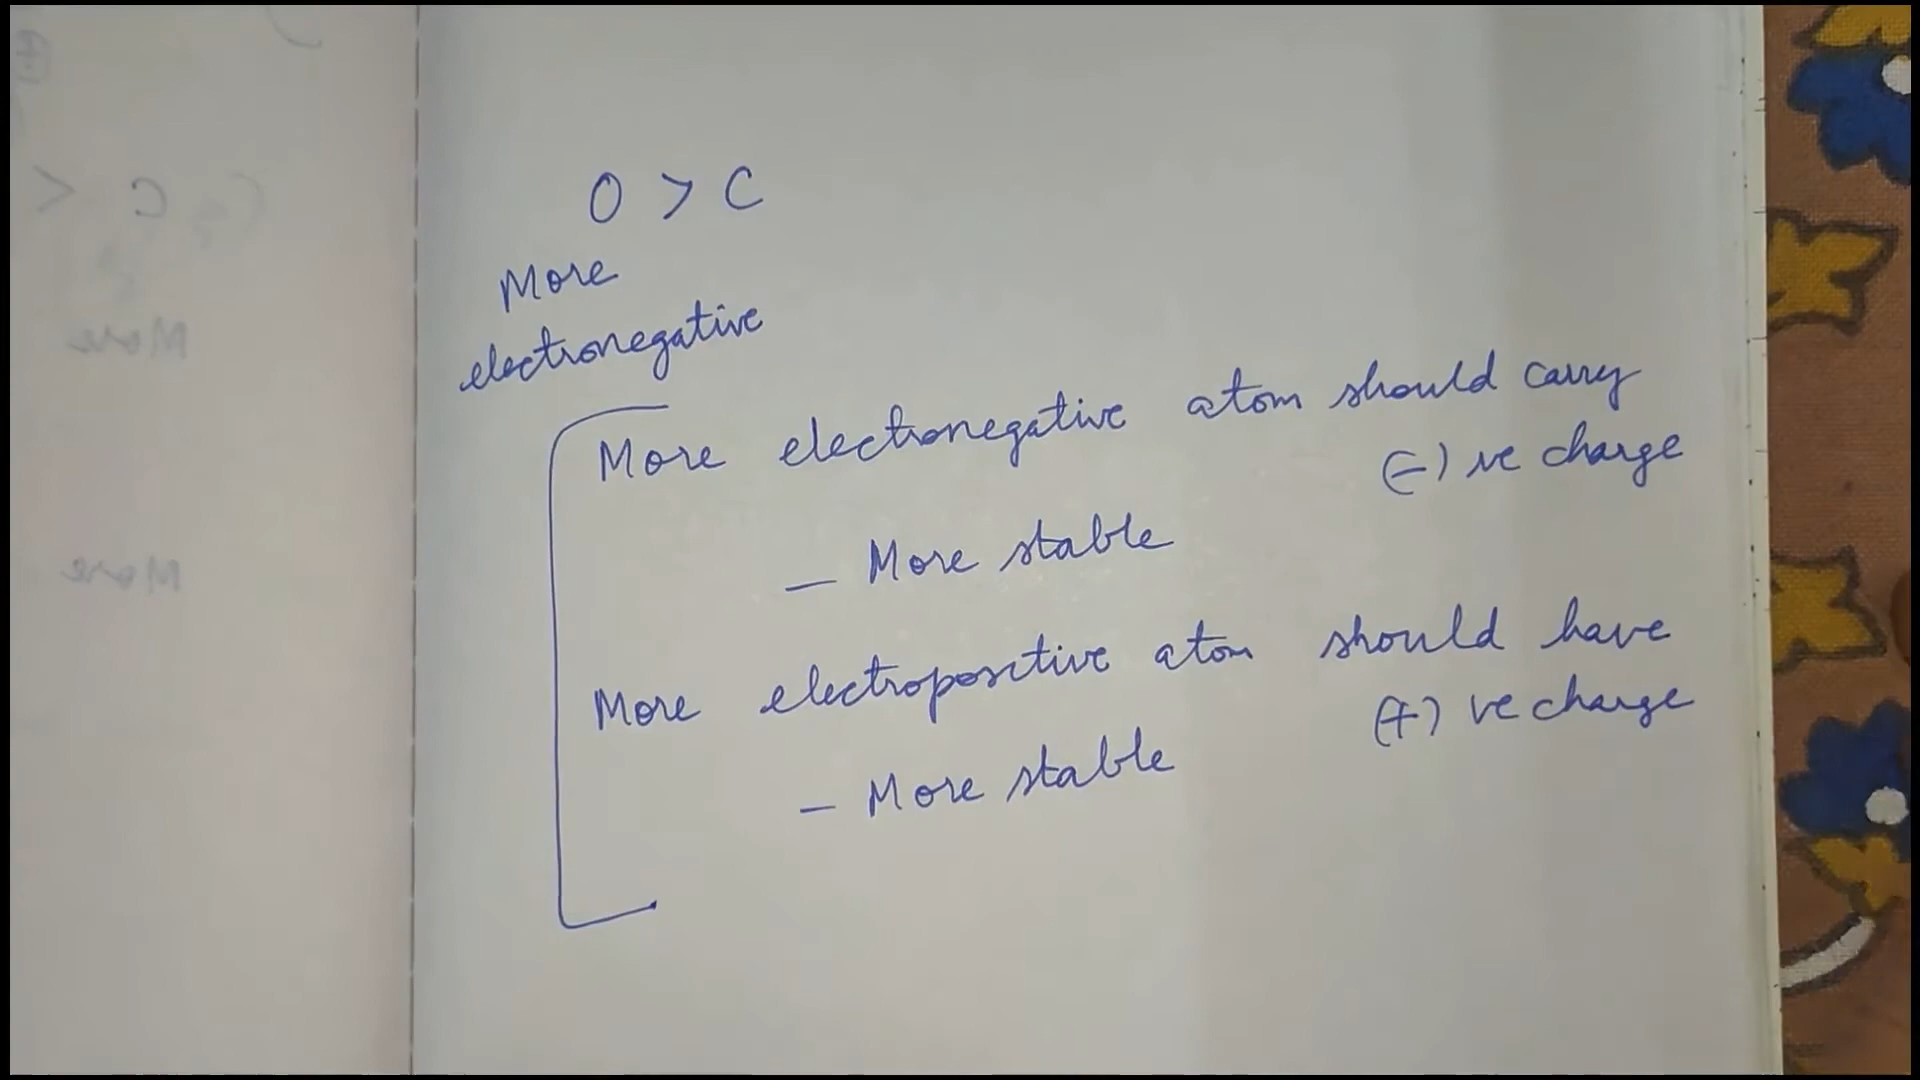 O > C
More
electronegative
More electronegative atom should carry
(-) ve charge
- More stable
More electropositive atom should have
(+) ve charge
- More stable